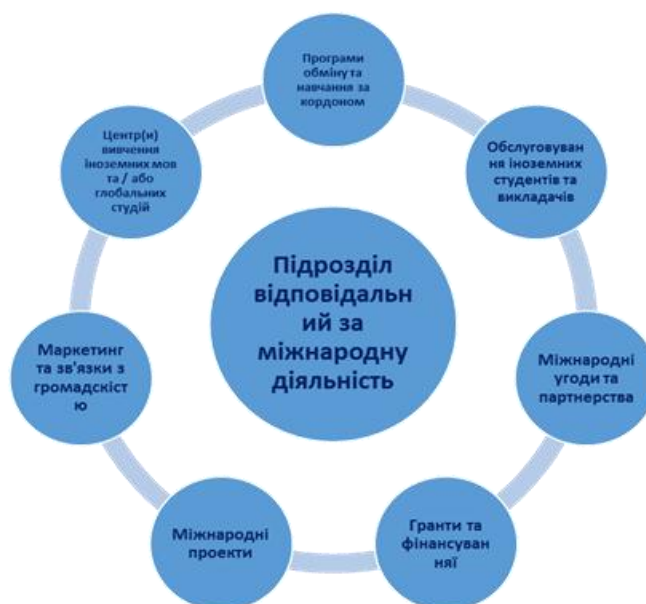 Програми
обміну та
навчання за
кордоном
Обслуговуван
ня іноземних
студентів та
викладачів
Міжнародні
угоди та
партнерства
Гранти та
фінансуван
няї
Міжнародні
проекти
Маркетинг
та зв'язки з
громадскіст
ю
Центр(и)
вивчення
іноземних мов
та / або
глобальних
студій
Підрозділ
відповідальн
ий за
міжнародну
діяльність